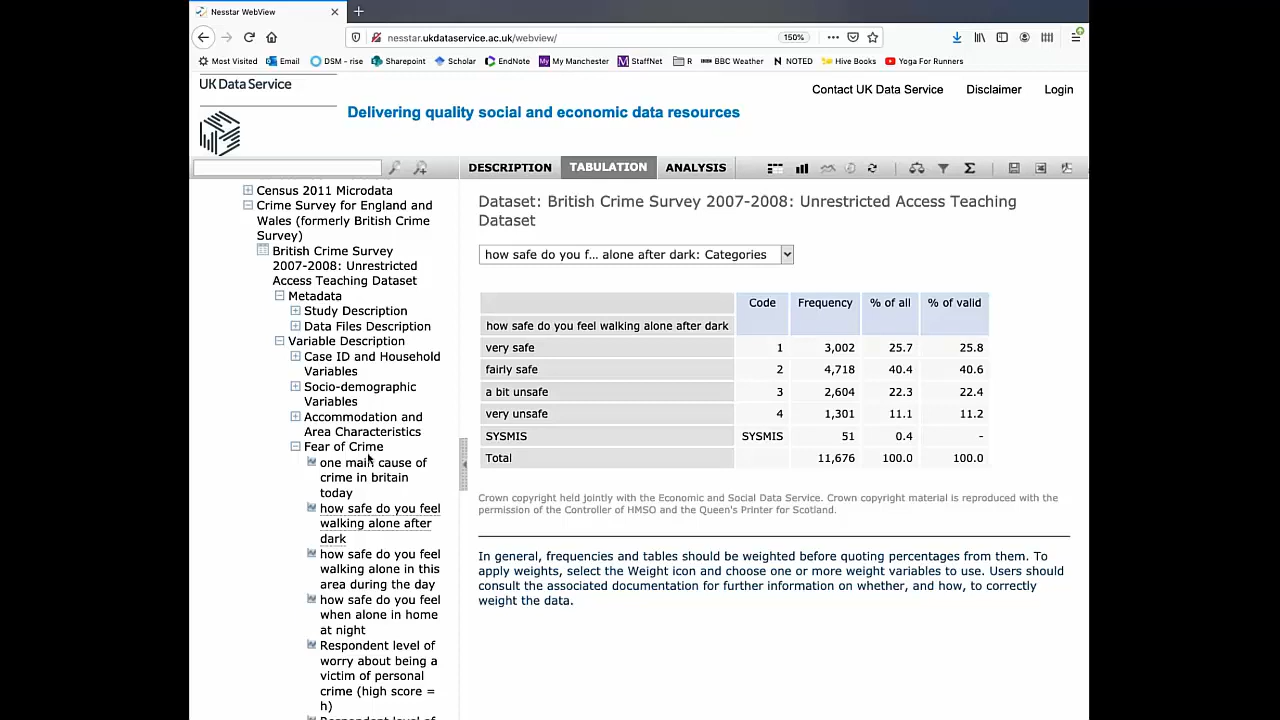 Nesstar WebView
nesstar.ukdataservice.ac.uk/webview/
150%
Most Visited Email DSM - rise Sharepoint Scholar EndNote My Manchester StaffNet R BBC Weather NOTED Hive Books Yoga For Runners
UK Data Service
Contact UK Data Service Disclaimer Login
Delivering quality social and economic data resources
DESCRIPTION TABULATION ANALYSIS
Census 2011 Microdata
Crime Survey for England and
Wales (formerly British Crime
Survey)
British Crime Survey
2007-2008: Unrestricted
Access Teaching Dataset
Metadata
Study Description
Data Files Description
Variable Description
Case ID and Household
Variables
Socio-demographic
Variables
Accommodation and
Area Characteristics
Fear of Crime
one main cause of
crime in britain
today
how safe do you feel
walking alone after
dark
how safe do you feel
walking alone in this
area during the day
how safe do you feel
when alone in home
at night
Respondent level of
worry about being a
victim of personal
crime (high score =
h)
Respondent level of
Dataset: British Crime Survey 2007-2008: Unrestricted Access Teaching
Dataset
how safe do you f... alone after dark: Categories
Code Frequency % of all % of valid
how safe do you feel walking alone after dark
very safe 1 3,002 25.7 25.8
fairly safe 2 4,718 40.4 40.6
a bit unsafe 3 2,604 22.3 22.4
very unsafe 4 1,301 11.1 11.2
SYSMIS SYSMIS 51 0.4 -
Total 11,676 100.0 100.0
Crown copyright held jointly with the Economic and Social Data Service. Crown copyright material is reproduced with the
permission of the Controller of HMSO and the Queen's Printer for Scotland.
In general, frequencies and tables should be weighted before quoting percentages from them. To
apply weights, select the Weight icon and choose one or more weight variables to use. Users should
consult the associated documentation for further information on whether, and how, to correctly
weight the data.